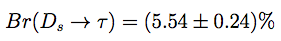 Br(D_s → τ) = (5.54 ± 0.24)%